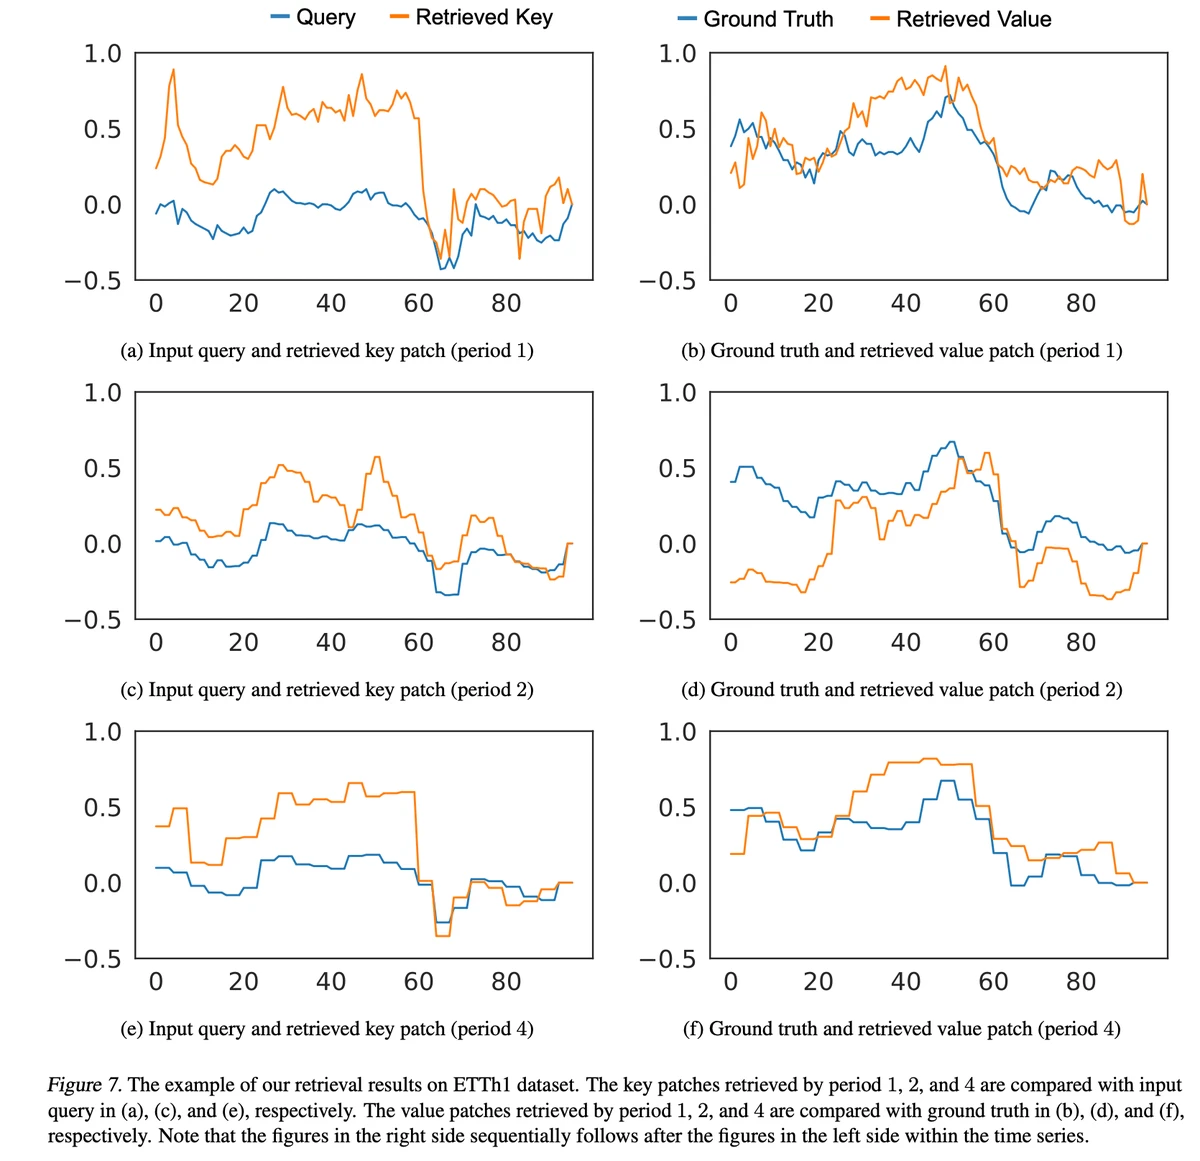 Query Retrieved Key Ground Truth Retrieved Value
1.0
0.5
0.0
−0.5
0 20 40 60 80
(a) Input query and retrieved key patch (period 1)
1.0
0.5
0.0
−0.5
0 20 40 60 80
(b) Ground truth and retrieved value patch (period 1)
1.0
0.5
0.0
−0.5
0 20 40 60 80
(c) Input query and retrieved key patch (period 2)
1.0
0.5
0.0
−0.5
0 20 40 60 80
(d) Ground truth and retrieved value patch (period 2)
1.0
0.5
0.0
−0.5
0 20 40 60 80
(e) Input query and retrieved key patch (period 4)
1.0
0.5
0.0
−0.5
0 20 40 60 80
(f) Ground truth and retrieved value patch (period 4)
Figure 7. The example of our retrieval results on ETTh1 dataset. The key patches retrieved by period 1, 2, and 4 are compared with input
query in (a), (c), and (e), respectively. The value patches retrieved by period 1, 2, and 4 are compared with ground truth in (b), (d), and (f),
respectively. Note that the figures in the right side sequentially follows after the figures in the left side within the time series.